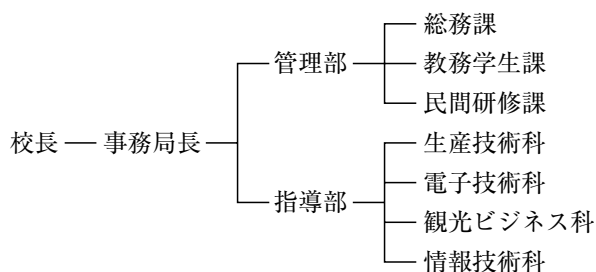 総務課
管理部
教務学生課
民間研修課
校長
事務局長
生産技術科
電子技術科
指導部
観光ビジネス科
情報技術科